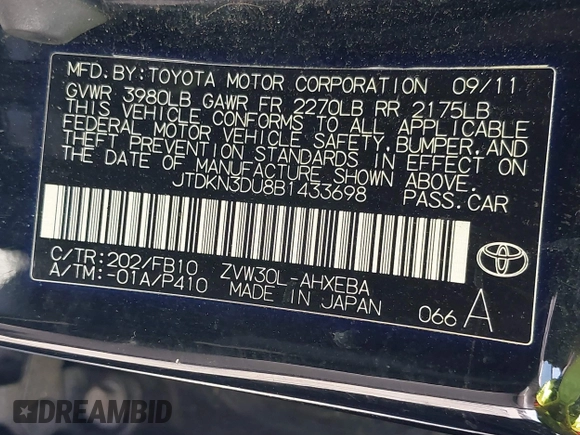 MFD. BY: TOYOTA MOTOR CORPORATION 09/11
GVWR 3980LB GAWR FR 2270LB RR 2175LB
THIS VEHICLE CONFORMS TO ALL APPLICABLE
FEDERAL MOTOR VEHICLE SAFETY, BUMPER, AND
THEFT PREVENTION STANDARDS IN EFFECT ON
THE DATE OF MANUFACTURE SHOWN ABOVE.
JTDKN3DU8B1433698 PASS.CAR
C/TR:202/FB10 ZVW30L-AHXEBA
A/TM:-01A/P410 MADE IN JAPAN
066 A
DREAMBID